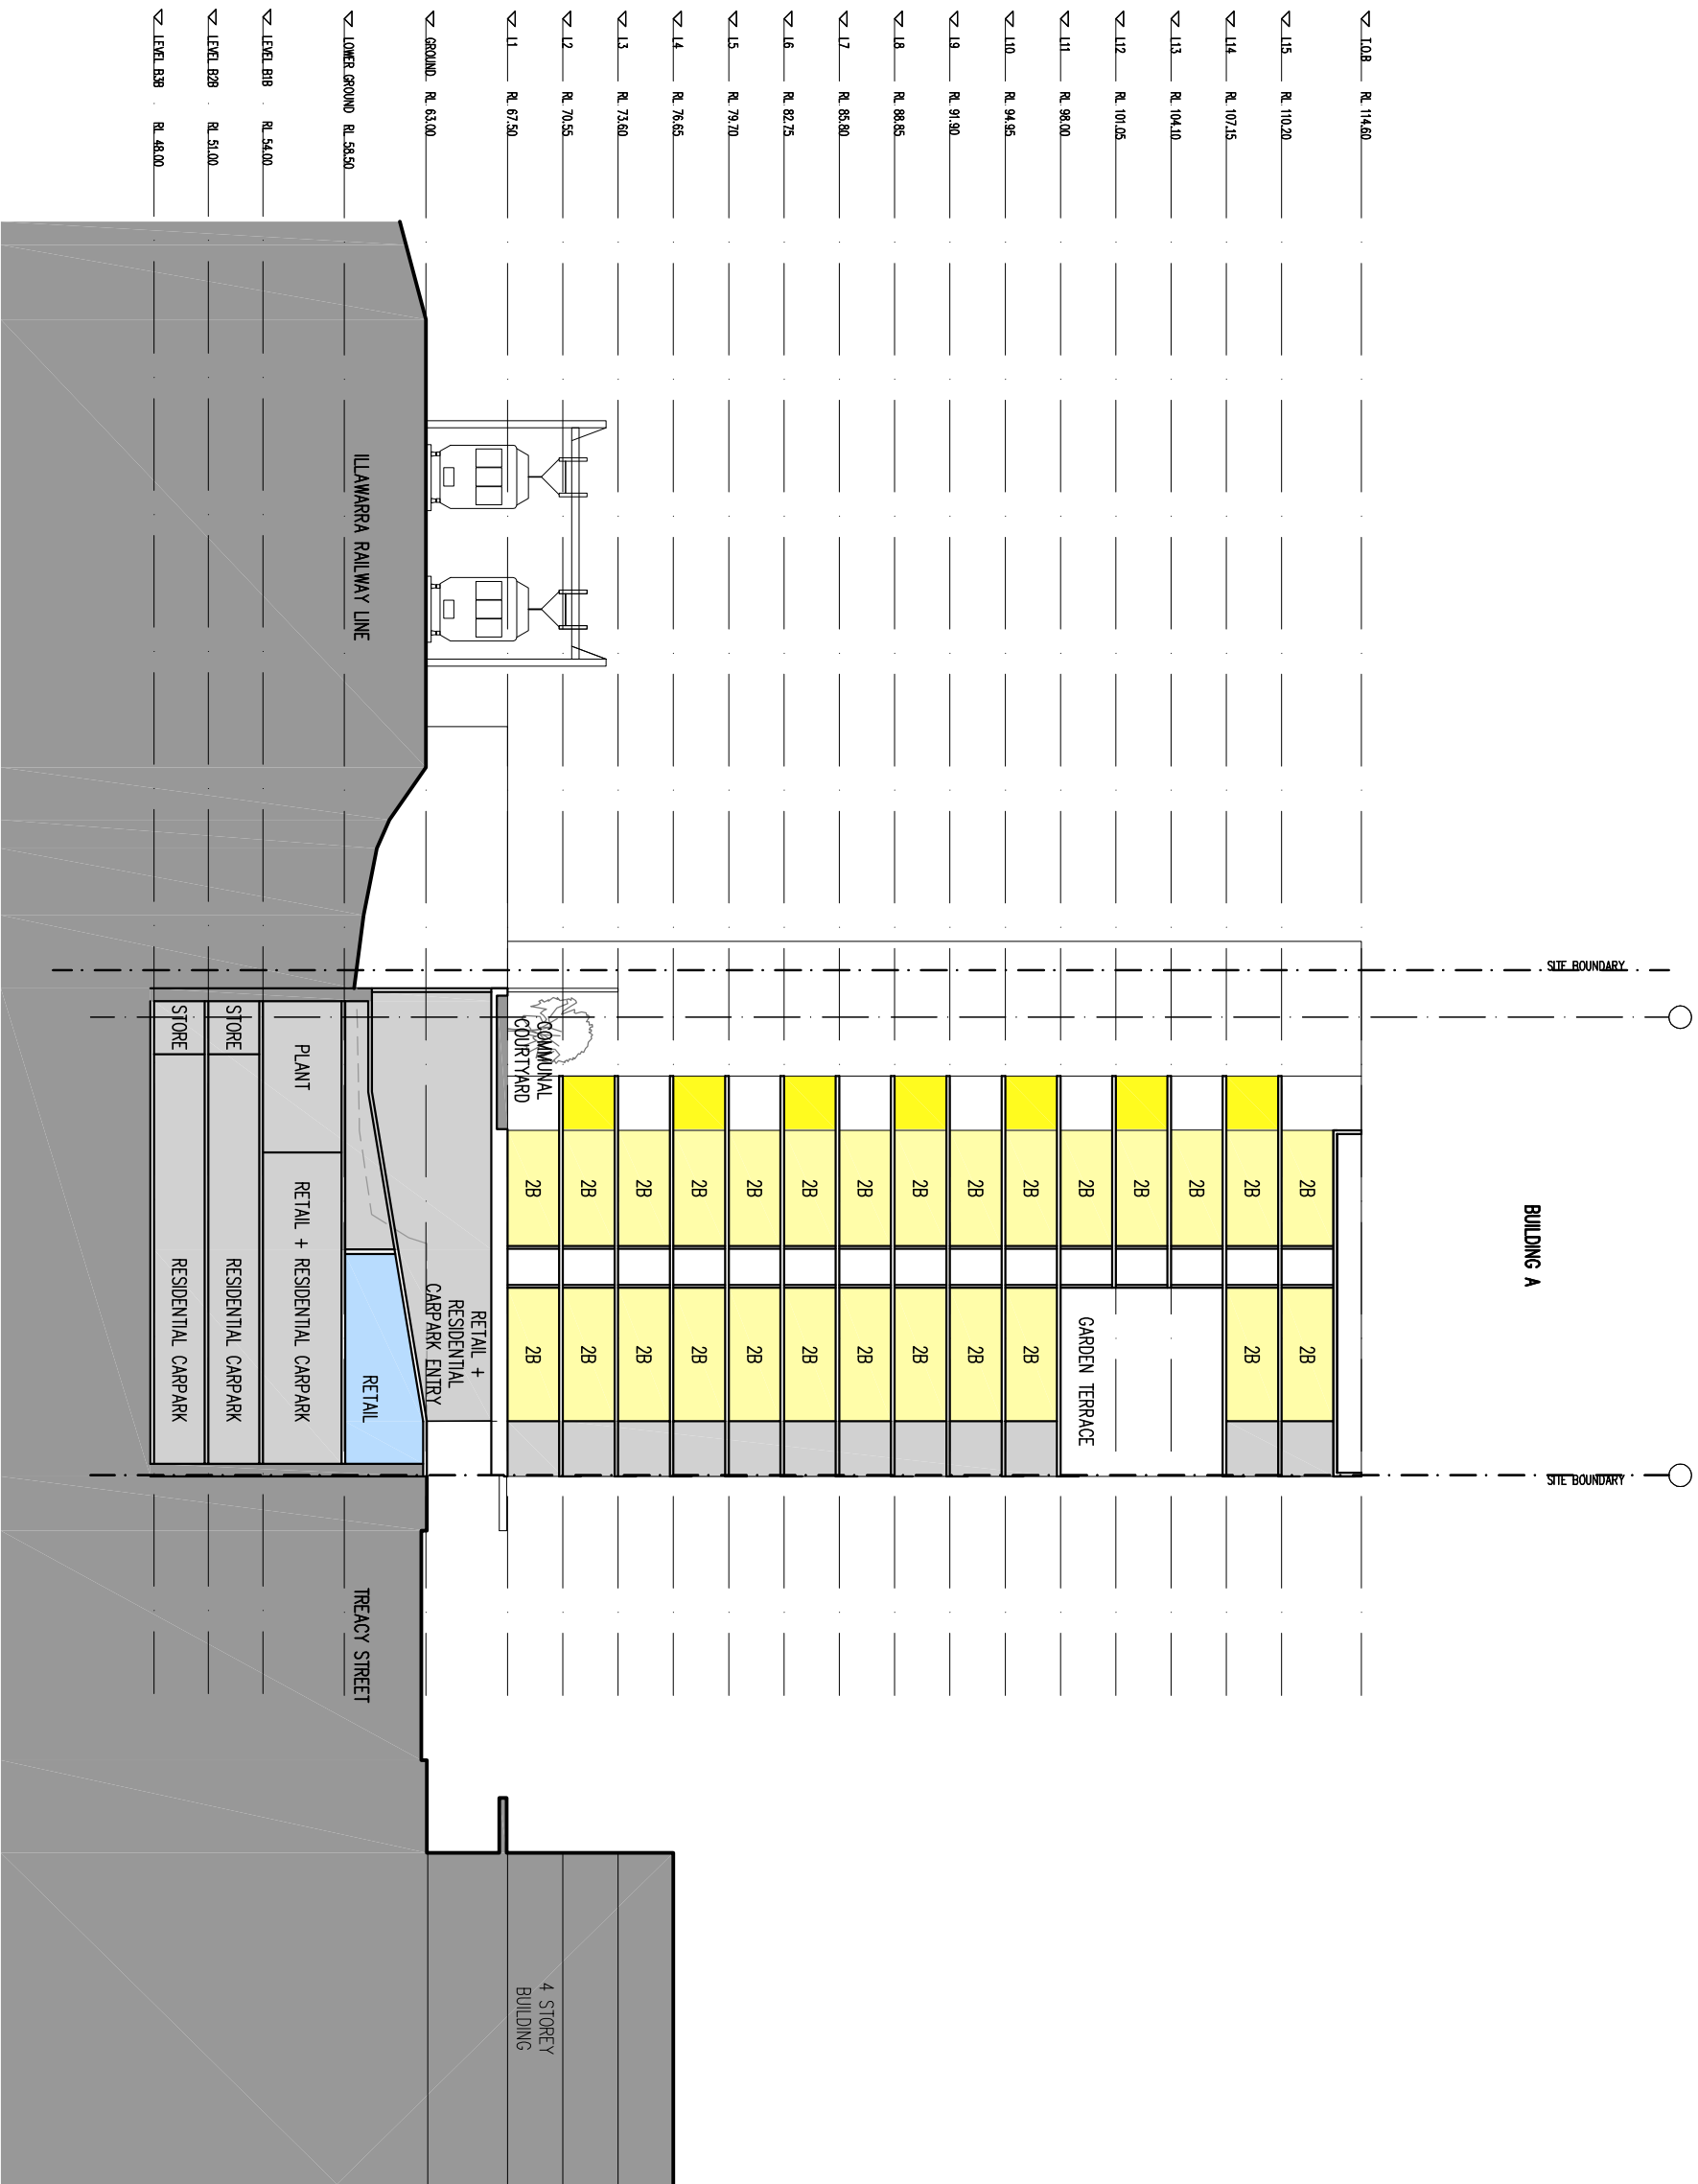 BUILDING A
SITE BOUNDARY
SITE BOUNDARY
T.O.B RL 114.60
L15 RL 110.20
L14 RL 107.15
L13 RL 104.10
L12 RL 101.05
L11 RL 98.00
L10 RL 94.95
L9 RL 91.90
L8 RL 88.85
L7 RL 85.80
L6 RL 82.75
L5 RL 79.70
L4 RL 76.65
L3 RL 73.60
L2 RL 70.55
L1 RL 67.50
GROUND RL 63.00
LOWER GROUND RL 58.50
LEVEL B1B RL 54.00
LEVEL B2B RL 51.00
LEVEL B3B RL 48.00
2B 2B
2B 2B
2B
2B
2B GARDEN TERRACE
2B 2B
2B 2B
2B 2B
2B 2B
2B 2B
2B 2B
2B 2B
2B 2B
2B 2B
2B 2B
COMMUNAL
COURTYARD
4 STOREY
BUILDING
RETAIL +
RESIDENTIAL
CARPARK ENTRY
ILLAWARRA RAILWAY LINE
RETAIL
TREACY STREET
PLANT
RETAIL + RESIDENTIAL CARPARK
STORE
RESIDENTIAL CARPARK
STORE
RESIDENTIAL CARPARK